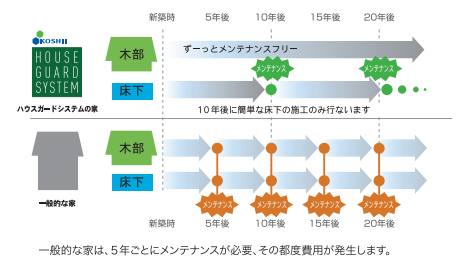 新築時 5年後 10年後 15年後 20年後
KOSHII
HOUSE
GUARD
SYSTEM
ハウスガードシステムの家
木部
ずーっとメンテナンスフリー
メンテナンス メンテナンス
床下
10年後に簡単な床下の施工のみ行ないます
木部
床下
一般的な家
メンテナンス メンテナンス メンテナンス メンテナンス
新築時 5年後 10年後 15年後 20年後
一般的な家は、5年ごとにメンテナンスが必要、その都度費用が発生します。